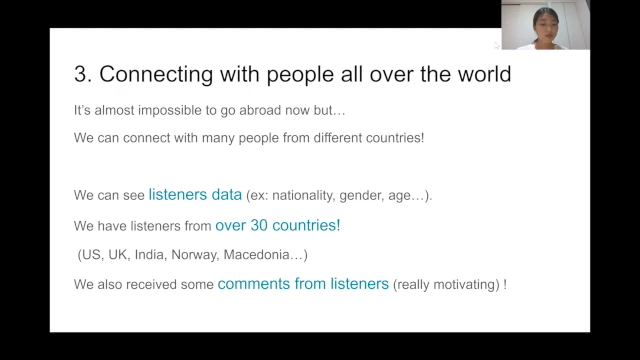 3. Connecting with people all over the world
It's almost impossible to go abroad now but…
We can connect with many people from different countries!
We can see listeners data (ex: nationality, gender, age…).
We have listeners from over 30 countries!
(US, UK, India, Norway, Macedonia…)
We also received some comments from listeners (really motivating) !